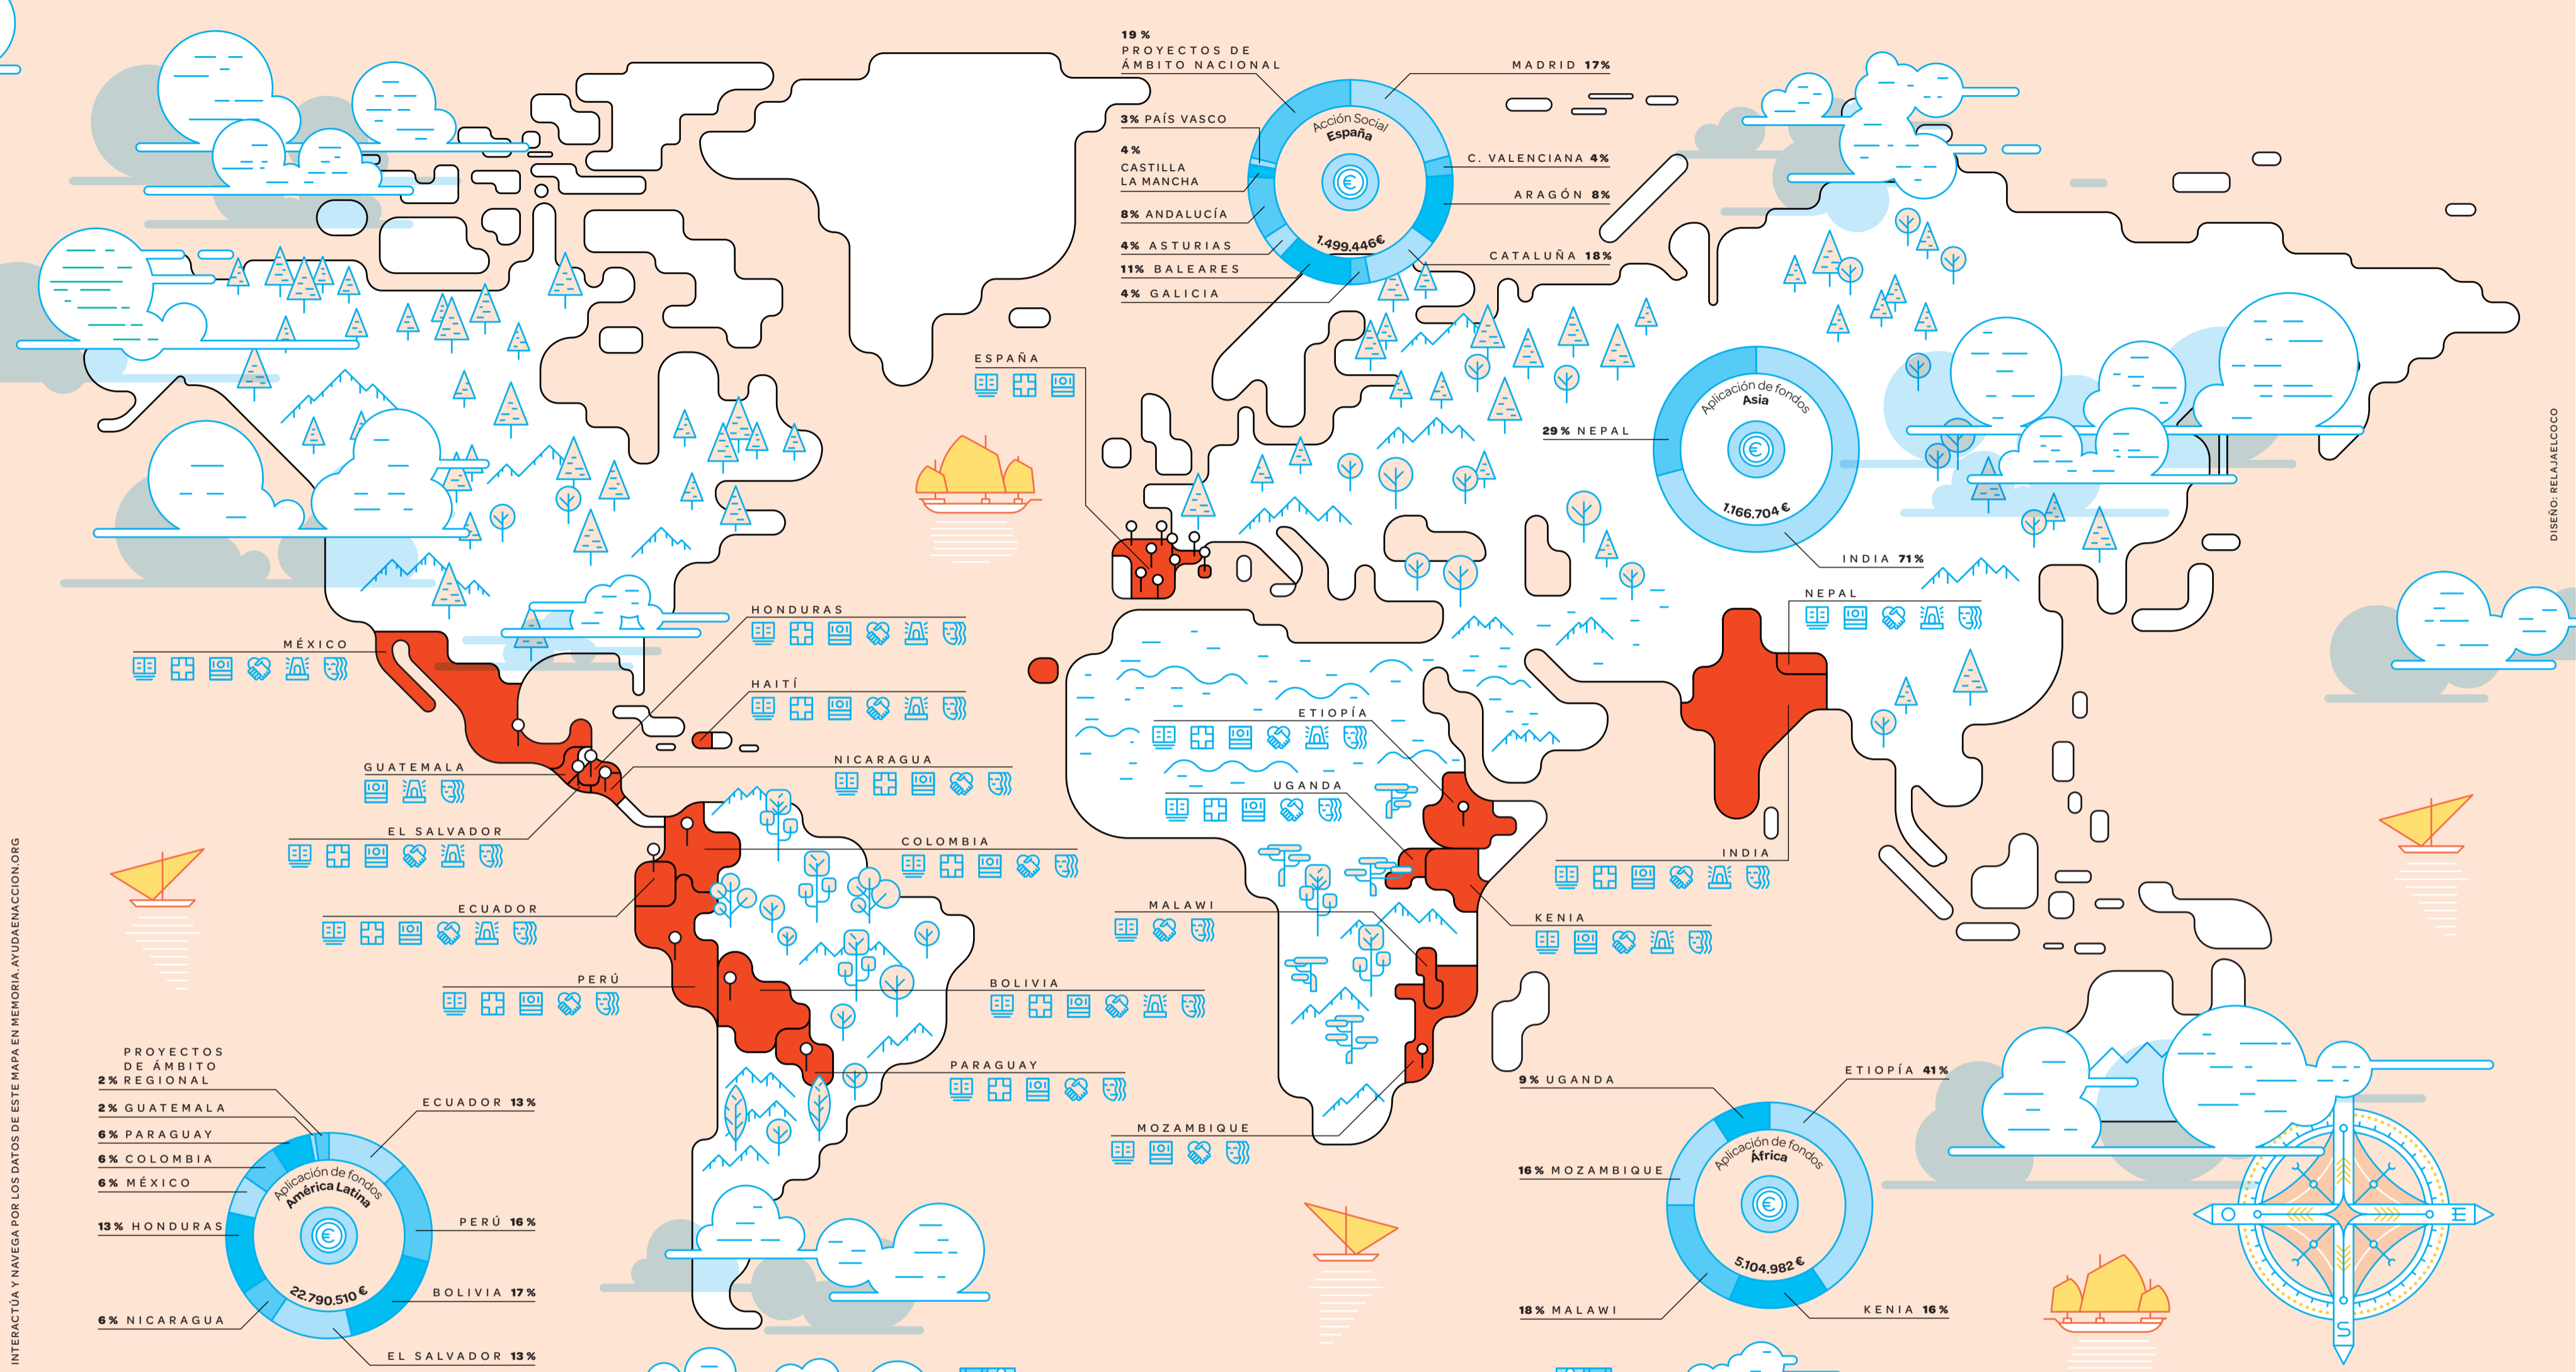 19 %
PROYECTOS DE
ÁMBITO NACIONAL
3% PAÍS VASCO
4%
CASTILLA
LA MANCHA
8% ANDALUCÍA
4% ASTURIAS
11% BALEARES
4% GALICIA
MADRID 17%
C. VALENCIANA 4%
ARAGÓN 8%
CATALUÑA 18%
Acción Social
España
€
1.499.446€
ESPAÑA
29% NEPAL
Aplicación de fondos
Asia
€
1.166.704 €
INDIA 71%
NEPAL
DISEÑO: RELAJAELCOCO
HONDURAS
MÉXICO
HAITÍ
GUATEMALA
NICARAGUA
EL SALVADOR
COLOMBIA
ECUADOR
PERÚ
BOLIVIA
PARAGUAY
ETIOPÍA
UGANDA
MALAWI
KENIA
INDIA
MOZAMBIQUE
INTERACTÚA Y NAVEGA POR LOS DATOS DE ESTE MAPA EN MEMORIA.AYUDAENACCION.ORG
PROYECTOS
DE ÁMBITO
2% REGIONAL
2% GUATEMALA
6% PARAGUAY
6% COLOMBIA
6% MÉXICO
13% HONDURAS
6% NICARAGUA
ECUADOR 13%
PERÚ 16%
BOLIVIA 17%
EL SALVADOR 13%
Aplicación de fondos
América Latina
€
22.790.510 €
9% UGANDA
16% MOZAMBIQUE
18% MALAWI
ETIOPÍA 41%
KENIA 16%
Aplicación de fondos
África
€
5.104.982 €
O
E
S